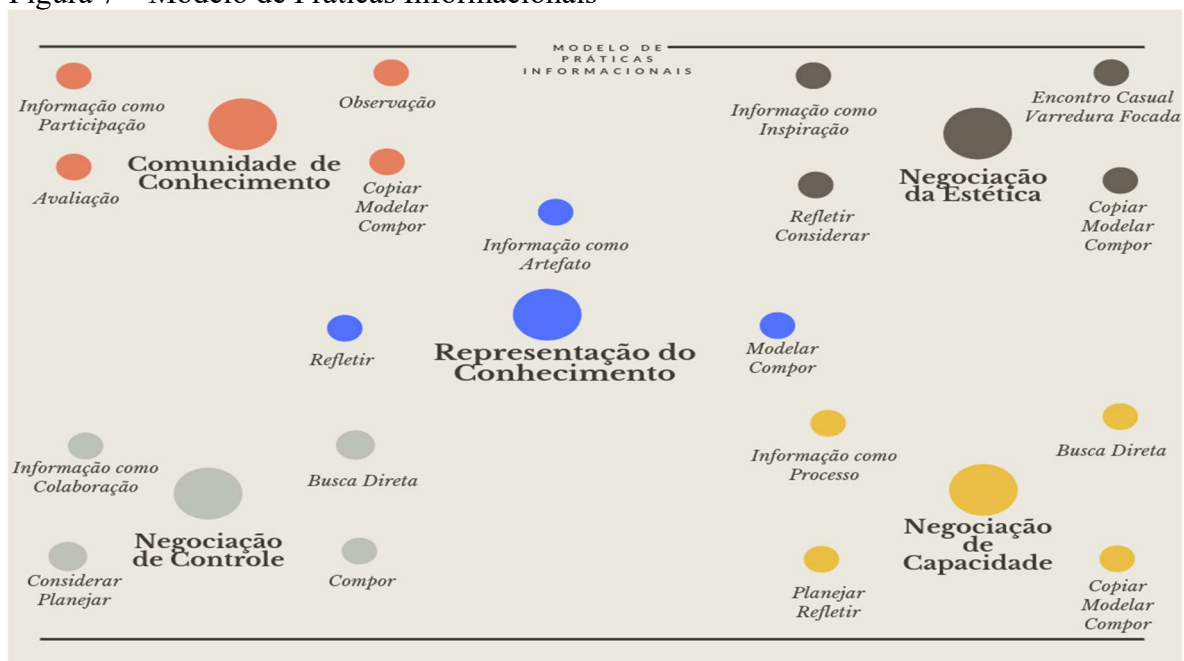 Figura 7 – Modelo de Práticas Informacionais
MODELO DE
PRÁTICAS
INFORMACIONAIS
Informação como
Participação
Observação
Comunidade de
Conhecimento
Avaliação
Copiar
Modelar
Compor
Informação como
Inspiração
Encontro Casual
Varredura Focada
Negociação
da Estética
Refletir
Considerar
Copiar
Modelar
Compor
Informação como
Artefato
Refletir
Representação do
Conhecimento
Modelar
Compor
Informação como
Colaboração
Busca Direta
Negociação
de Controle
Considerar
Planejar
Compor
Informação como
Processo
Busca Direta
Negociação
de
Capacidade
Planejar
Refletir
Copiar
Modelar
Compor